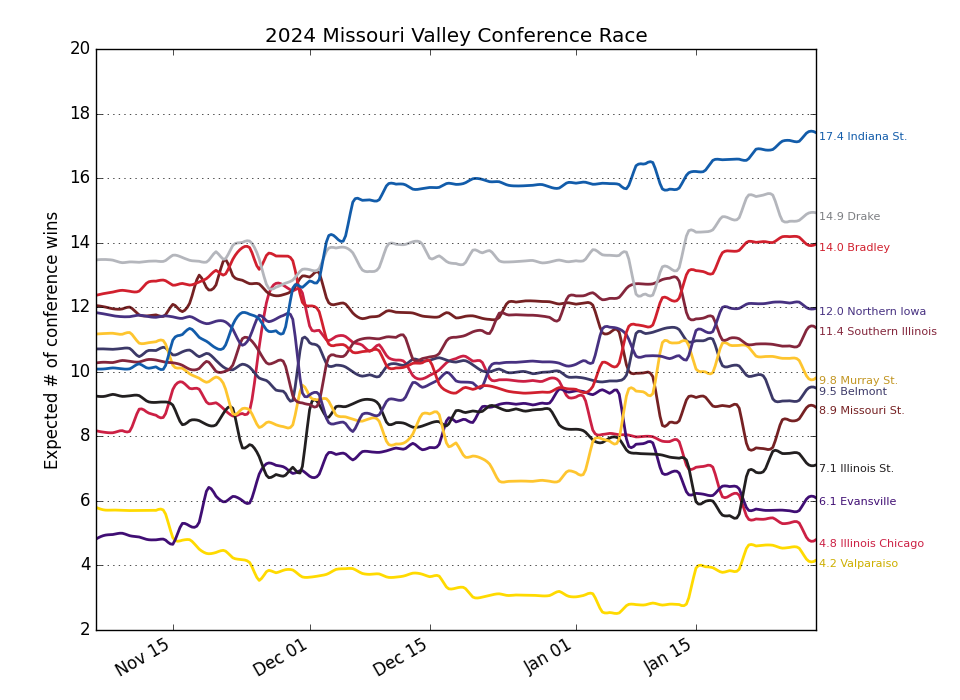 2024 Missouri Valley Conference Race
Expected # of conference wins
20
18
16
14
12
10
8
6
4
2
Nov 15
Dec 01
Dec 15
Jan 01
Jan 15
17.4 Indiana St.
14.9 Drake
14.0 Bradley
12.0 Northern Iowa
11.4 Southern Illinois
9.8 Murray St.
9.5 Belmont
8.9 Missouri St.
7.1 Illinois St.
6.1 Evansville
4.8 Illinois Chicago
4.2 Valparaiso